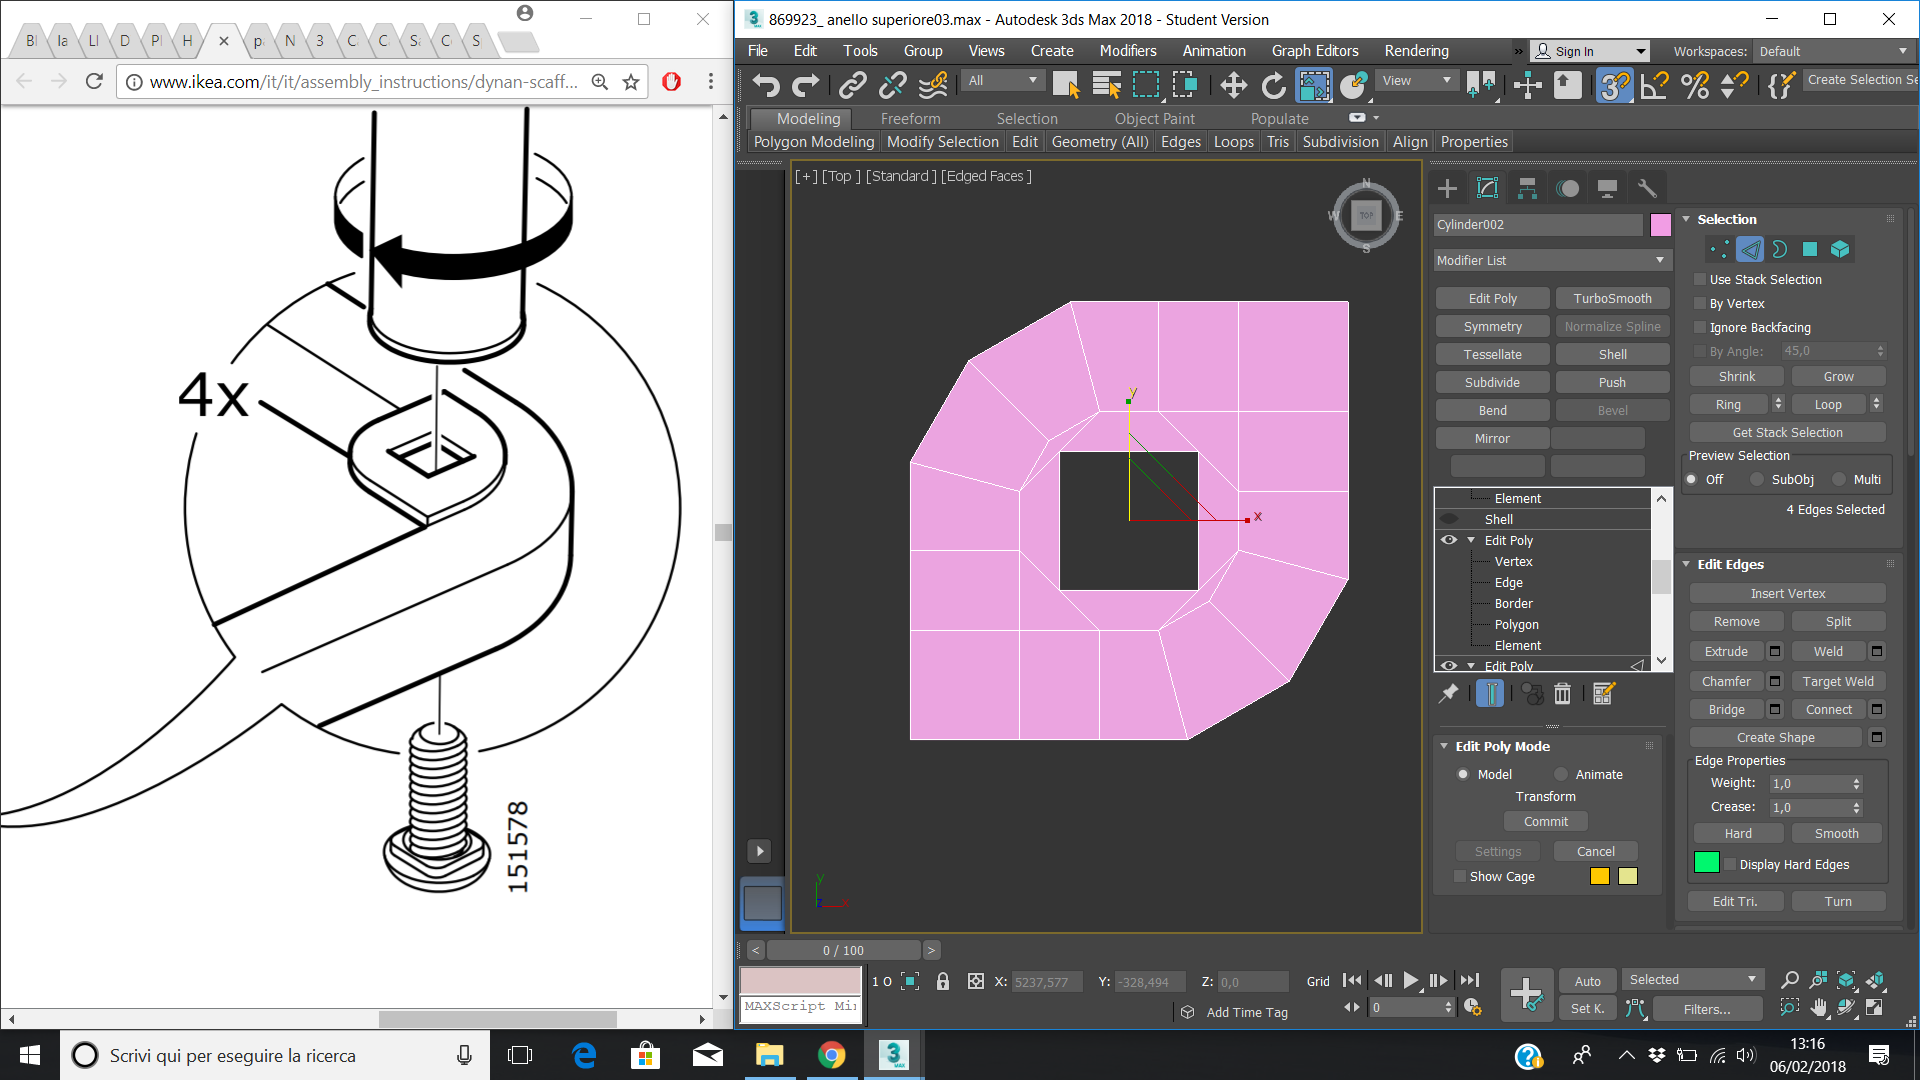 Bl
la
Ll
D
Pl
H
N
3
www.ikea.com/it/it/assembly_instructions/dynan-scaff...
4x
151578
869923_ anello superiore03.max - Autodesk 3ds Max 2018 - Student Version
File Edit Tools Group Views Create Modifiers Animation Graph Editors Rendering
Sign In
Workspaces: Default
All
View
Create Selection Se
Modeling Freeform Selection Object Paint Populate
Polygon Modeling Modify Selection Edit Geometry (All) Edges Loops Tris Subdivision Align Properties
[+] [Top ] [Standard ] [Edged Faces ]
N
W TOP E
S
y
x
Cylinder002
Modifier List
Edit Poly TurboSmooth
Symmetry Normalize Spline
Tessellate Shell
Subdivide Push
Bend Bevel
Mirror
Element
Shell
Edit Poly
Vertex
Edge
Border
Polygon
Element
Edit Poly
Edit Poly Mode
Model Animate
Transform
Commit
Settings Cancel
Show Cage
Selection
Use Stack Selection
By Vertex
Ignore Backfacing
By Angle: 45,0
Shrink Grow
Ring Loop
Get Stack Selection
Preview Selection
Off SubObj Multi
4 Edges Selected
Edit Edges
Insert Vertex
Remove Split
Extrude Weld
Chamfer Target Weld
Bridge Connect
Create Shape
Edge Properties
Weight: 1,0
Crease: 1,0
Hard Smooth
Display Hard Edges
Edit Tri. Turn
0 / 100
MAXScript Mi
1 O X: 5237,577 Y: -328,494 Z: 0,0 Grid
Add Time Tag
0
Auto Selected
Set K. Filters...
Scrivi qui per eseguire la ricerca
13:16
06/02/2018